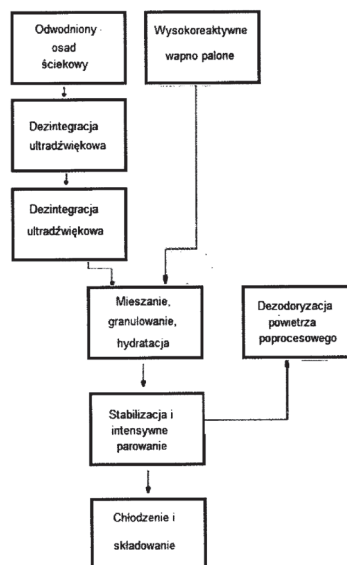 Odwodniony
osad
ściekowy
Wysokoreaktywne
wapno palone
Dezintegracja
ultradźwiękowa
Dezintegracja
ultradźwiękowa
Mieszanie,
granulowanie,
hydratacja
Dezodoryzacja
powietrza
poprocesowego
Stabilizacja i
intensywne
parowanie
Chłodzenie i
składowanie